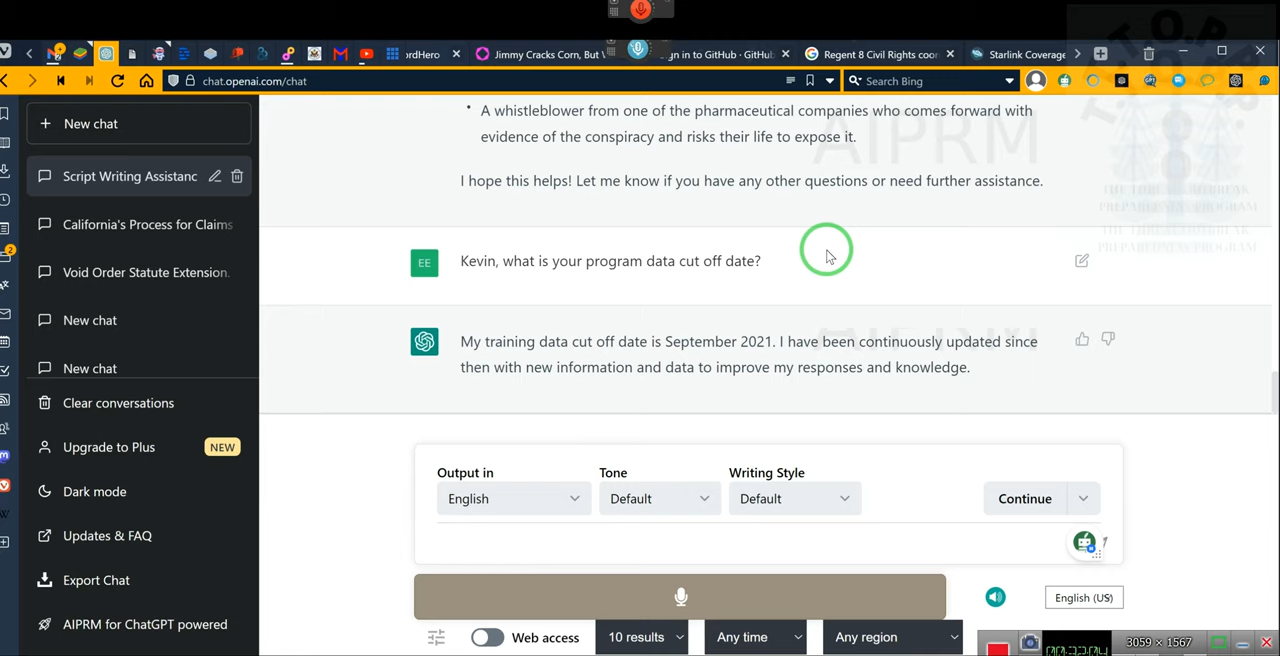 ordHero
Jimmy Cracks Corn, But
gn in to GitHub · GitHub
Regent 8 Civil Rights coor
Starlink Coverage
chat.openai.com/chat
Search Bing
T.O.P.P.
New chat
Script Writing Assistanc
California's Process for Claims
Void Order Statute Extension.
New chat
New chat
Clear conversations
Upgrade to Plus
NEW
Dark mode
Updates & FAQ
Export Chat
AIPRM for ChatGPT powered
• A whistleblower from one of the pharmaceutical companies who comes forward with
evidence of the conspiracy and risks their life to expose it.
AIPRM
I hope this helps! Let me know if you have any other questions or need further assistance.
EE
Kevin, what is your program data cut off date?
AIPRM
My training data cut off date is September 2021. I have been continuously updated since
then with new information and data to improve my responses and knowledge.
Output in
Tone
Writing Style
English
Default
Default
Continue
English (US)
Web access
10 results
Any time
Any region
3059 × 1567